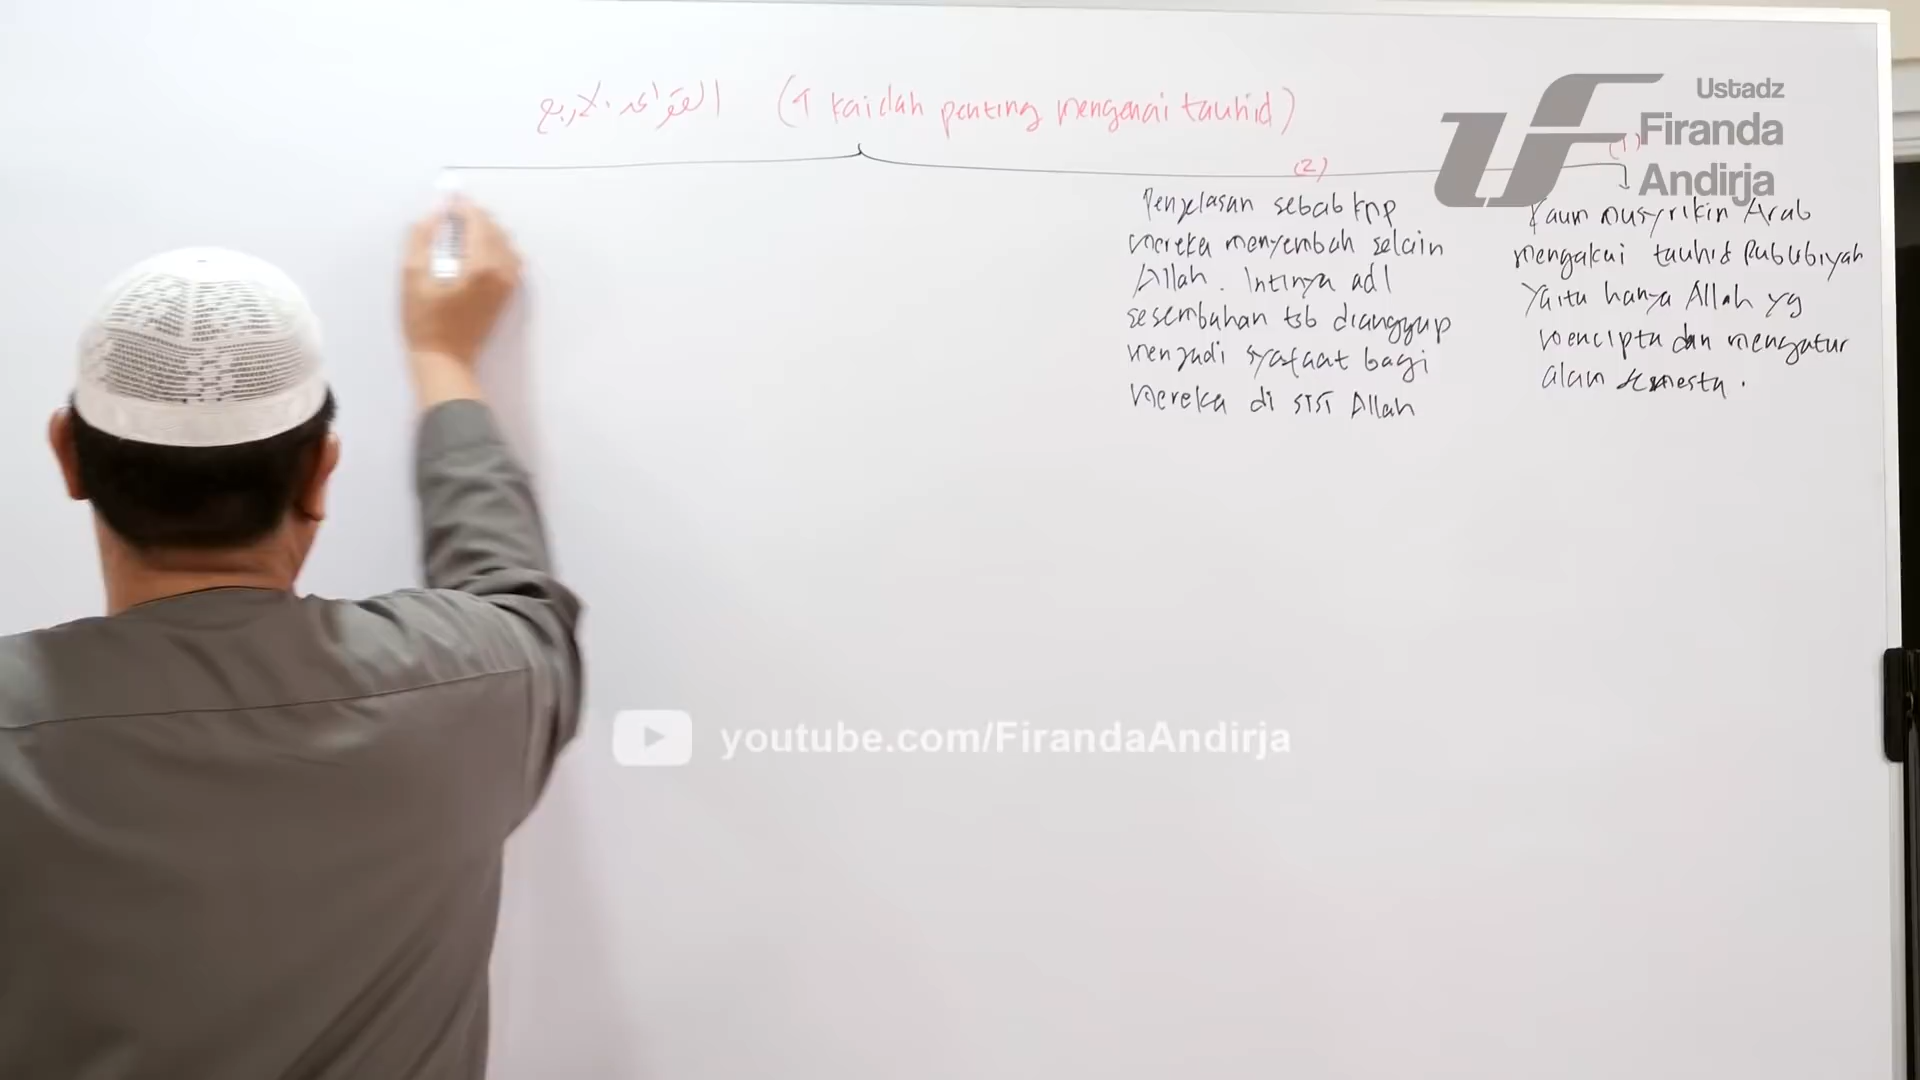 القواعد الاربع (4 kaidah penting mengenai tauhid)
(1)
Kaum musyrikin Arab
mengakui tauhid Rububiyah
yaitu hanya Allah yg
mencipta dan mengatur
alam semesta.
(2)
Penjelasan sebab knp
mereka menyembah selain
Allah. Intinya adl
sesembahan tsb dianggap
menjadi syafaat bagi
mereka di sisi Allah
Ustadz
Firanda
Andirja
youtube.com/FirandaAndirja